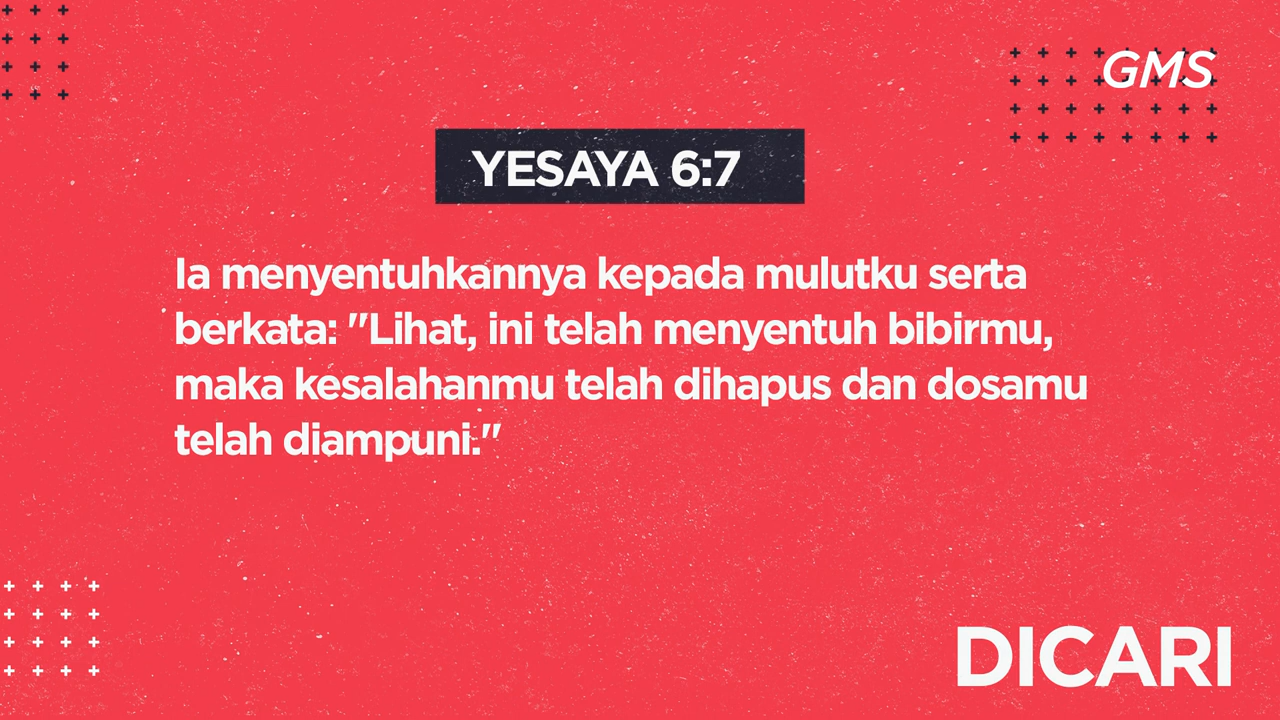 GMS
YESAYA 6:7
Ia menyentuhkannya kepada mulutku serta
berkata: "Lihat, ini telah menyentuh bibirmu,
maka kesalahanmu telah dihapus dan dosamu
telah diampuni."
DICARI